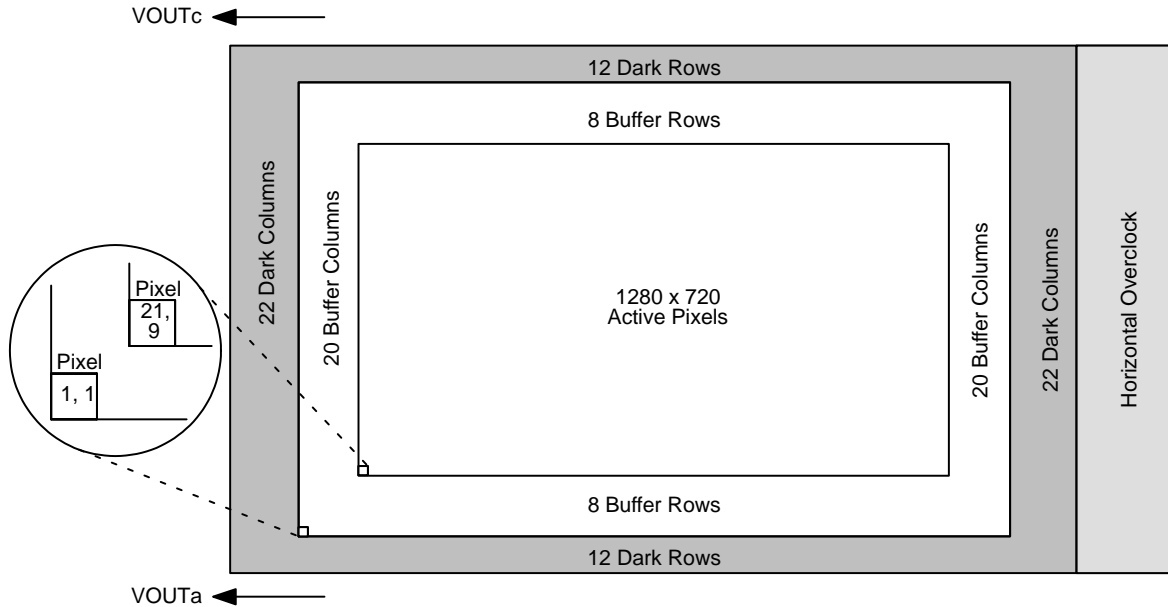 VOUTc
12 Dark Rows
8 Buffer Rows
22 Dark Columns
20 Buffer Columns
1280 x 720
Active Pixels
20 Buffer Columns
22 Dark Columns
Horizontal Overclock
Pixel
21,
9
Pixel
1, 1
8 Buffer Rows
12 Dark Rows
VOUTa